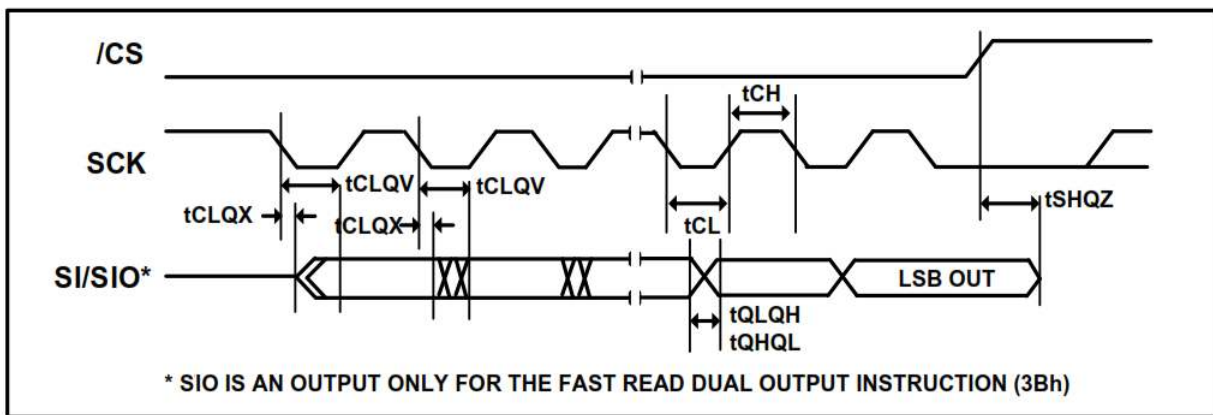 /CS
tCH
SCK
tCLQV
tCLQV
tCLQX
tCLQX
tCL
tSHQZ
SI/SIO*
LSB OUT
tQLQH
tQHQL
* SIO IS AN OUTPUT ONLY FOR THE FAST READ DUAL OUTPUT INSTRUCTION (3Bh)